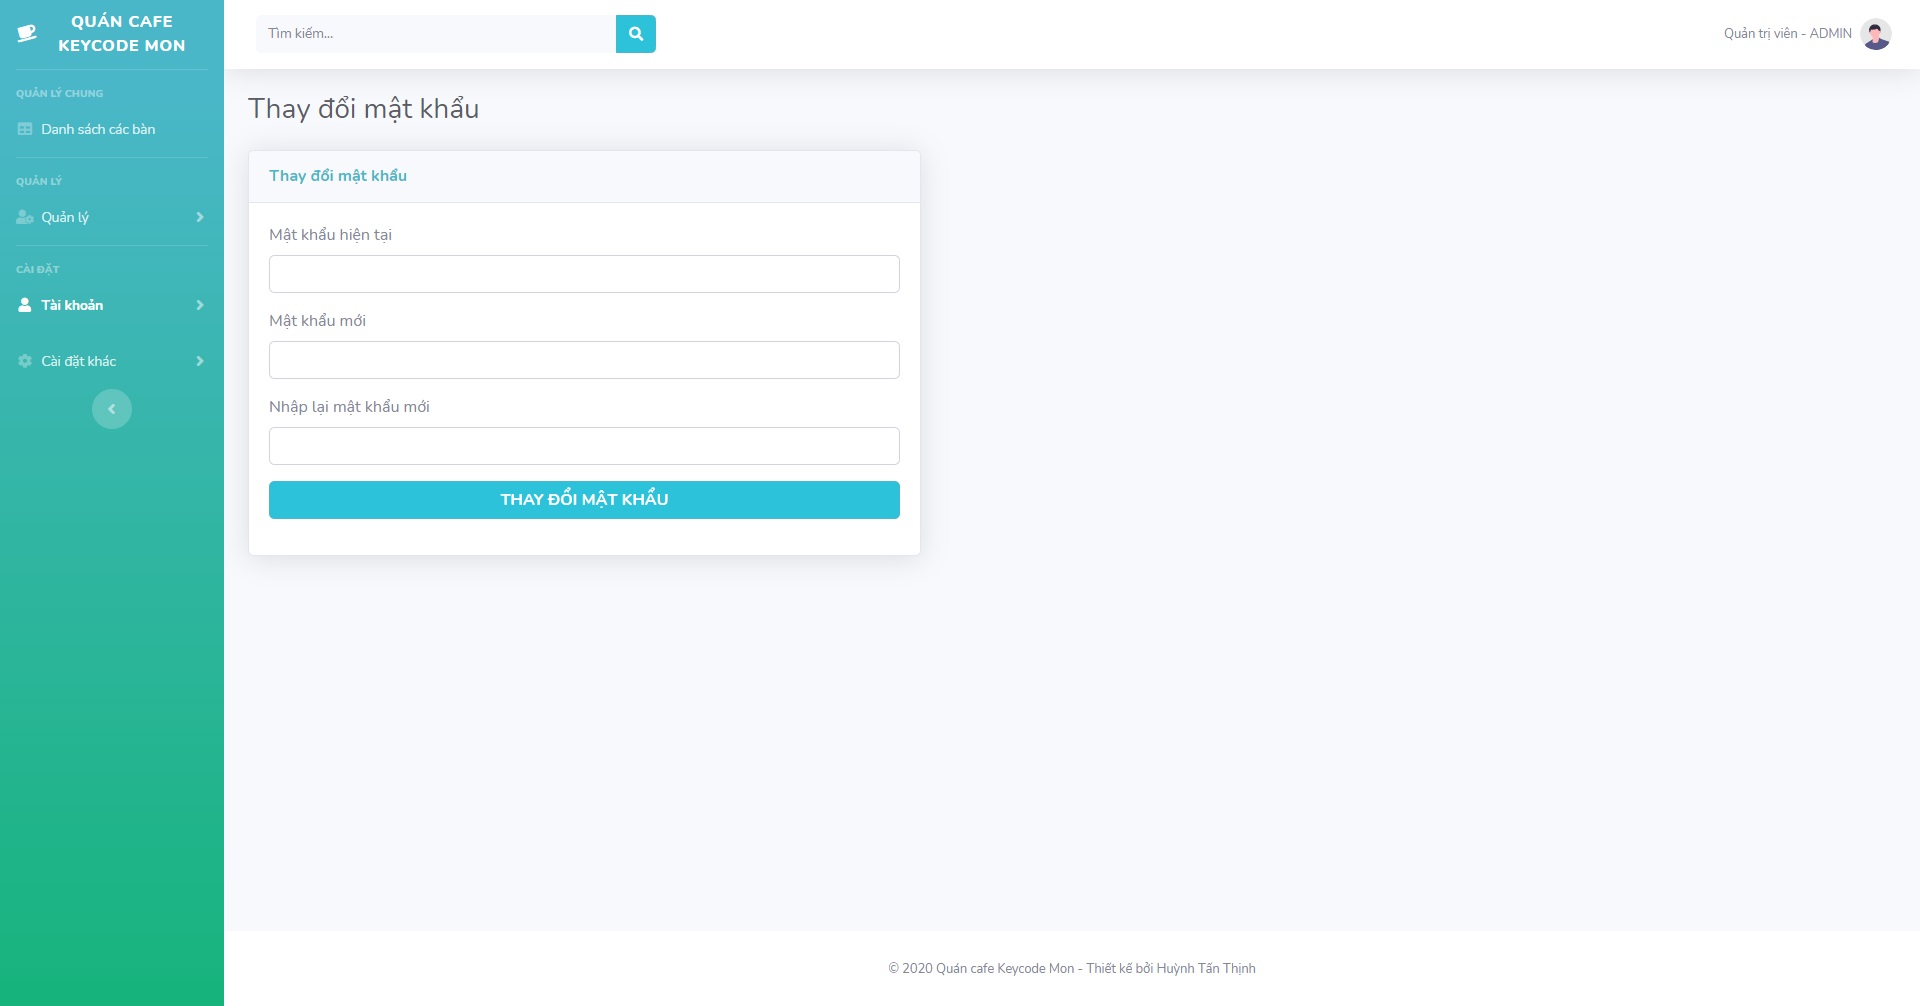 QUÁN CAFE
KEYCODE MON
QUẢN LÝ CHUNG
Danh sách các bàn
QUẢN LÝ
Quản lý
CÀI ĐẶT
Tài khoản
Cài đặt khác
Tìm kiếm...
Quản trị viên - ADMIN
Thay đổi mật khẩu
Thay đổi mật khẩu
Mật khẩu hiện tại
Mật khẩu mới
Nhập lại mật khẩu mới
THAY ĐỔI MẬT KHẨU
© 2020 Quán cafe Keycode Mon - Thiết kế bởi Huỳnh Tấn Thịnh